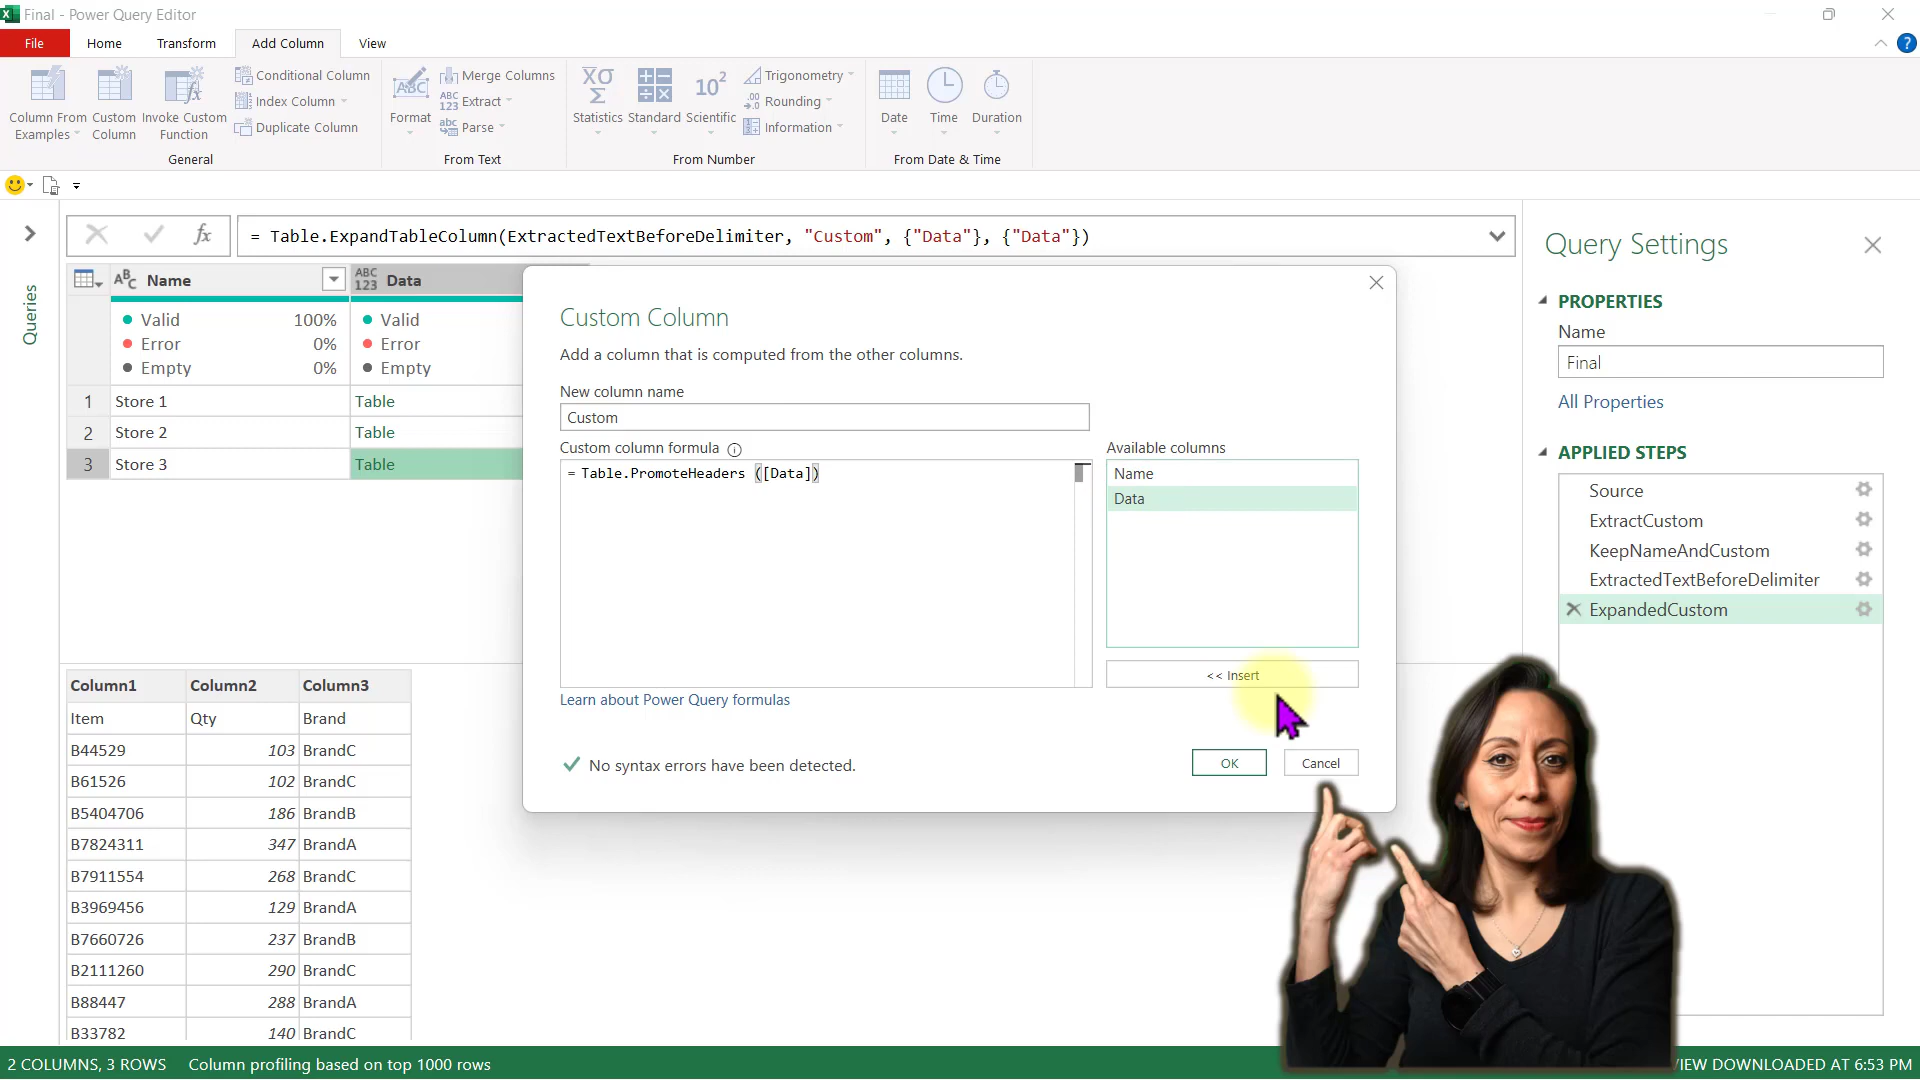 Final - Power Query Editor
File
Home
Transform
Add Column
View
?
Column From Examples
Custom Column
Invoke Custom Function
Conditional Column
Index Column
Duplicate Column
General
Format
Merge Columns
Extract
Parse
From Text
Statistics
Standard
Scientific
Trigonometry
Rounding
Information
From Number
Date
Time
Duration
From Date & Time
Queries
fx
= Table.ExpandTableColumn(ExtractedTextBeforeDelimiter, "Custom", {"Data"}, {"Data"})
ABC Name
ABC 123 Data
Valid 100%
Error 0%
Empty 0%
Valid
Error
Empty
1 Store 1 Table
2 Store 2 Table
3 Store 3 Table
Custom Column
Add a column that is computed from the other columns.
New column name
Custom
Custom column formula
= Table.PromoteHeaders ([Data])
Available columns
Name
Data
<< Insert
Learn about Power Query formulas
No syntax errors have been detected.
OK
Cancel
Column1 Column2 Column3
Item Qty Brand
B44529 103 BrandC
B61526 102 BrandC
B5404706 186 BrandB
B7824311 347 BrandA
B7911554 268 BrandC
B3969456 129 BrandA
B7660726 237 BrandB
B2111260 290 BrandC
B88447 288 BrandA
B33782 140 BrandC
Query Settings
PROPERTIES
Name
Final
All Properties
APPLIED STEPS
Source
ExtractCustom
KeepNameAndCustom
ExtractedTextBeforeDelimiter
ExpandedCustom
2 COLUMNS, 3 ROWS
Column profiling based on top 1000 rows
DOWNLOADED AT 6:53 PM